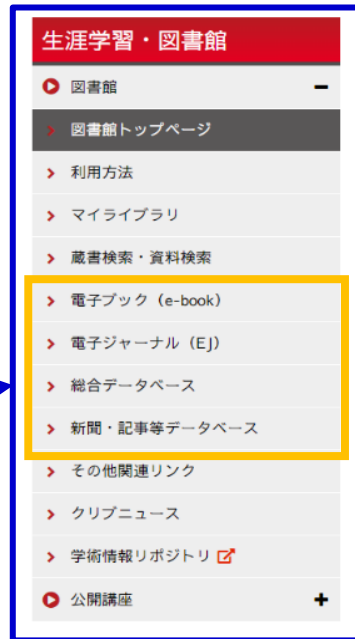 生涯学習・図書館
図書館
図書館トップページ
利用方法
マイライブラリ
蔵書検索・資料検索
電子ブック（e-book）
電子ジャーナル（EJ）
総合データベース
新聞・記事等データベース
その他関連リンク
クリブニュース
学術情報リポジトリ
公開講座